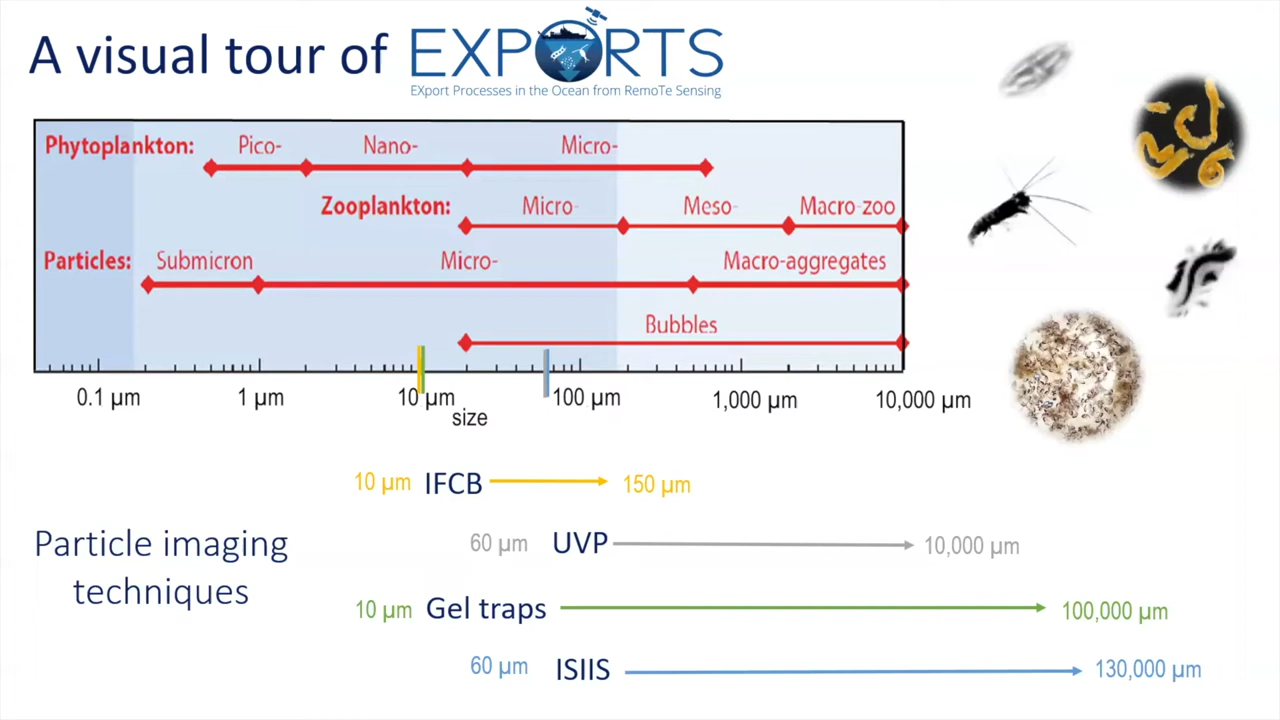 A visual tour of EXPORTS
EXport Processes in the Ocean from RemoTe Sensing
Phytoplankton: Pico- Nano- Micro-
Zooplankton: Micro- Meso- Macro-zoo
Particles: Submicron Micro- Macro-aggregates
Bubbles
0.1 µm 1 µm 10 µm 100 µm 1,000 µm 10,000 µm
size
10 µm IFCB 150 µm
60 µm UVP 10,000 µm
Particle imaging
techniques
10 µm Gel traps 100,000 µm
60 µm ISIIS 130,000 µm